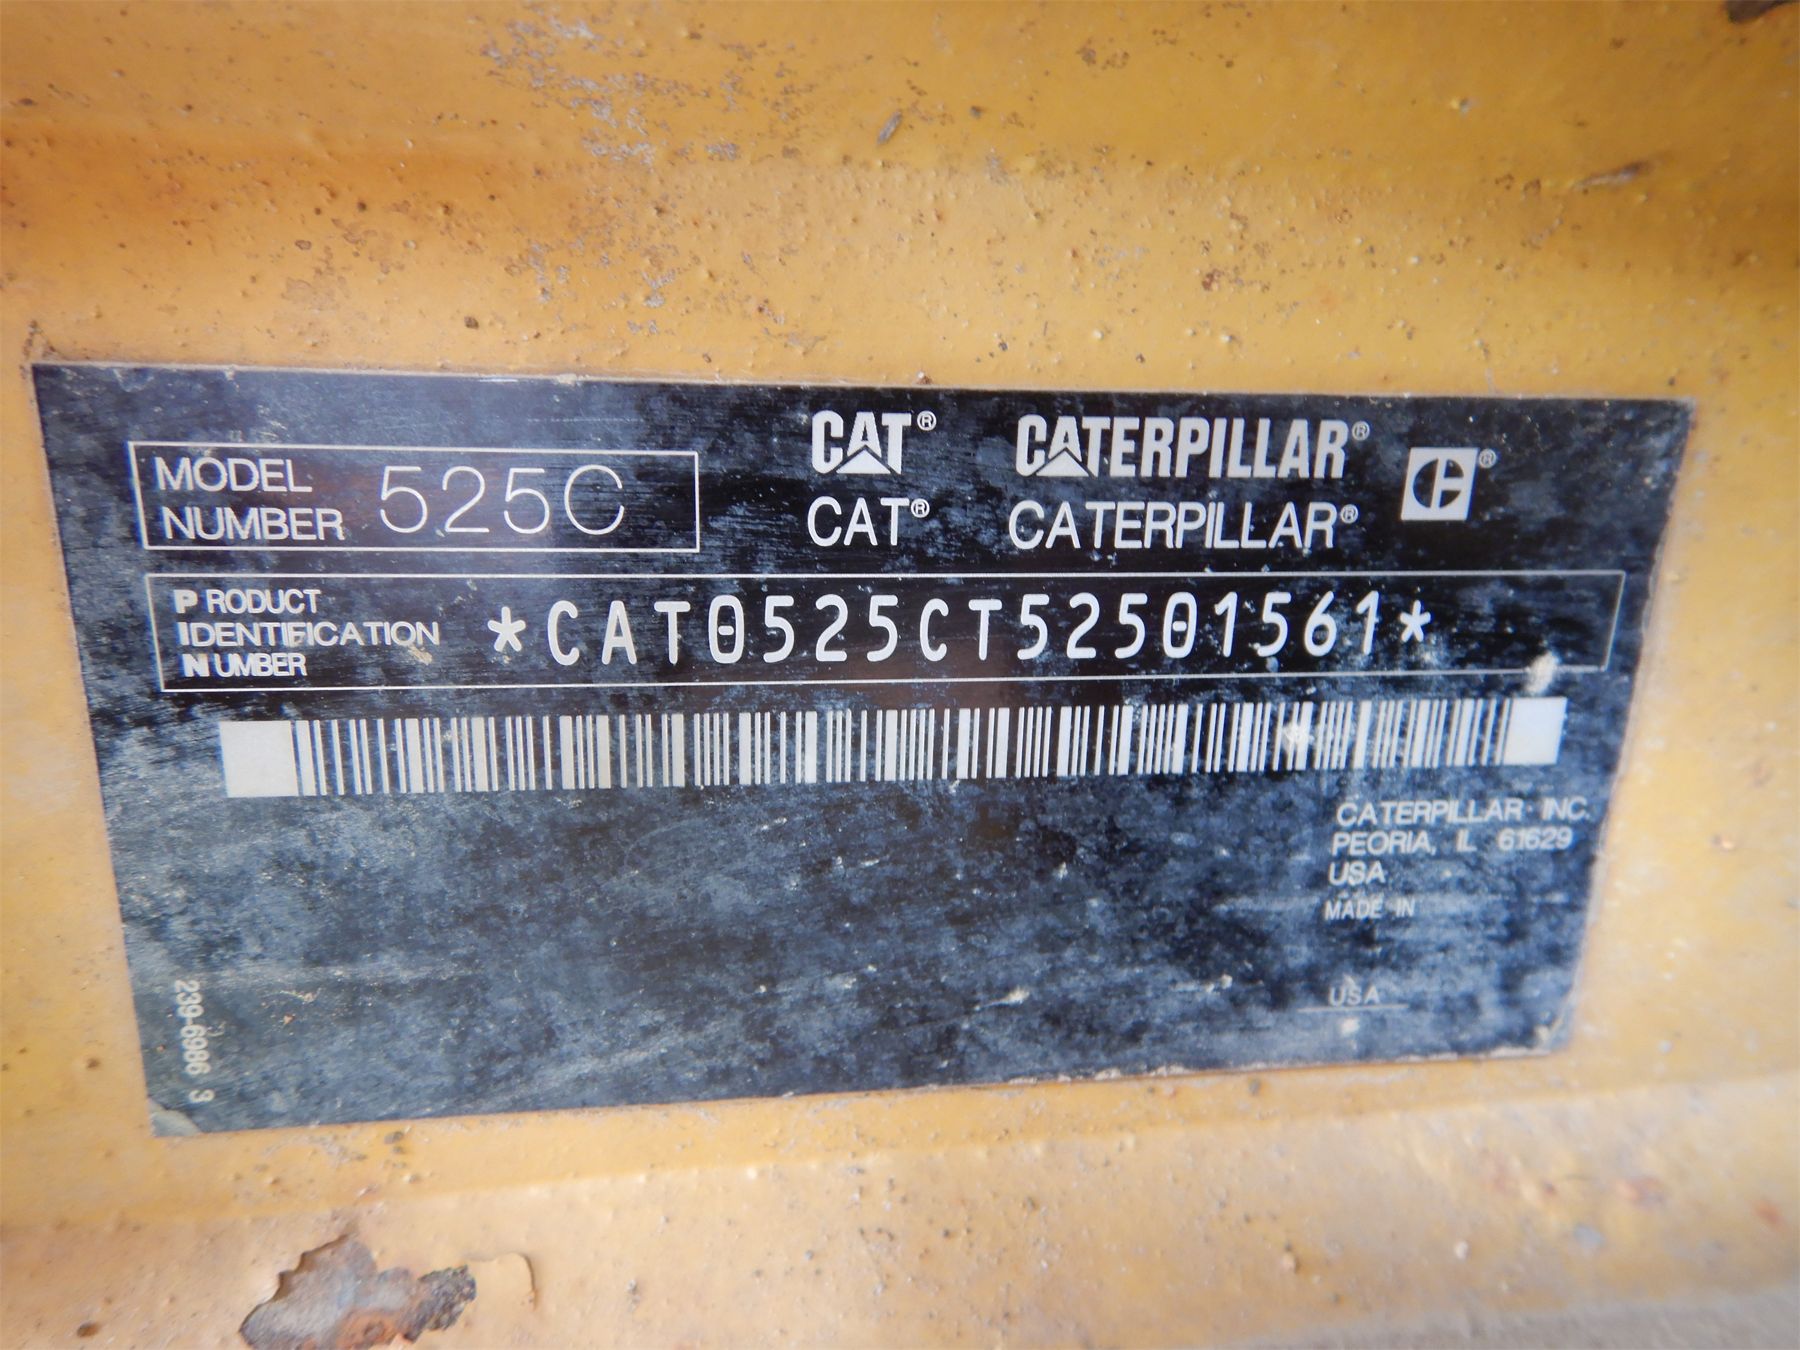 CAT® CATERPILLAR® ®
MODEL NUMBER 525C
CAT® CATERPILLAR®
PRODUCT
IDENTIFICATION
NUMBER
*CAT0525CT52501561*
CATERPILLAR INC.
PEORIA, IL 61629
USA
MADE IN
USA
239-6986 3